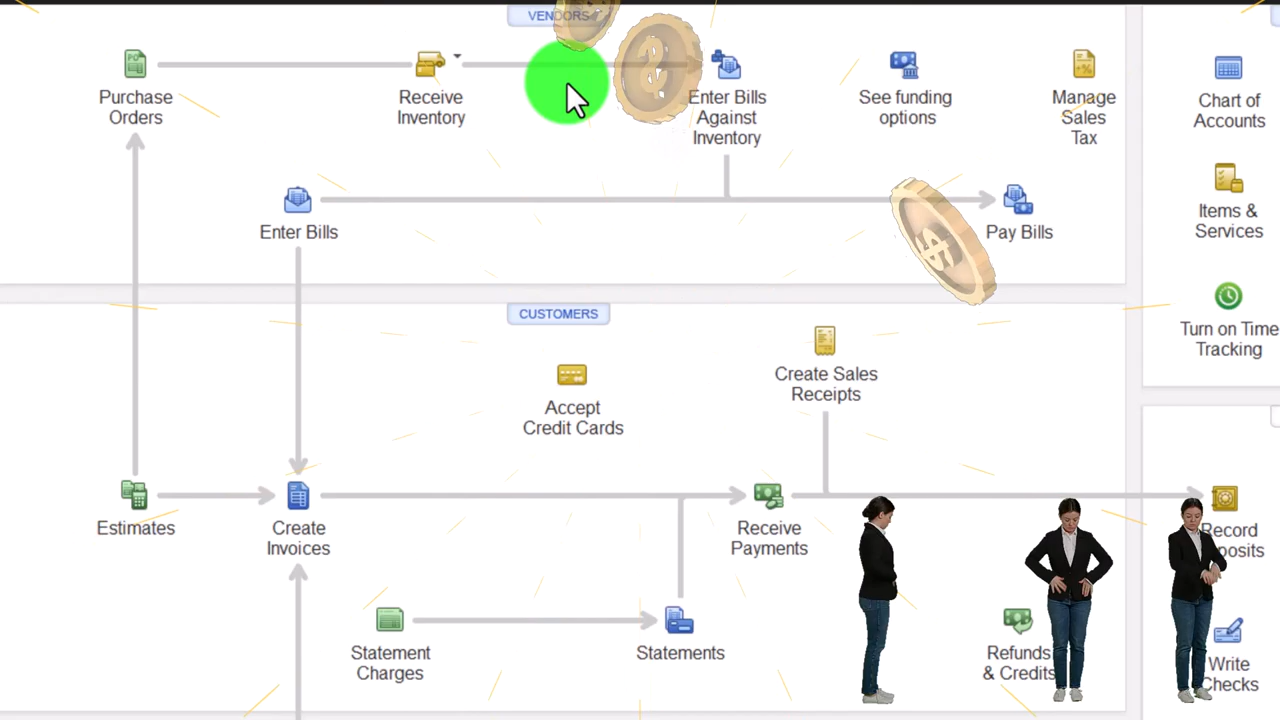 VENDORS
PO
Purchase
Orders
Receive
Inventory
Enter Bills
Against
Inventory
See funding
options
Manage
Sales
Tax
Chart of
Accounts
Enter Bills
Pay Bills
Items &
Services
Turn on Time
Tracking
CUSTOMERS
Accept
Credit Cards
Create Sales
Receipts
Estimates
Create
Invoices
Receive
Payments
Record
posits
Statement
Charges
Statements
Refunds
& Credits
Write
Checks